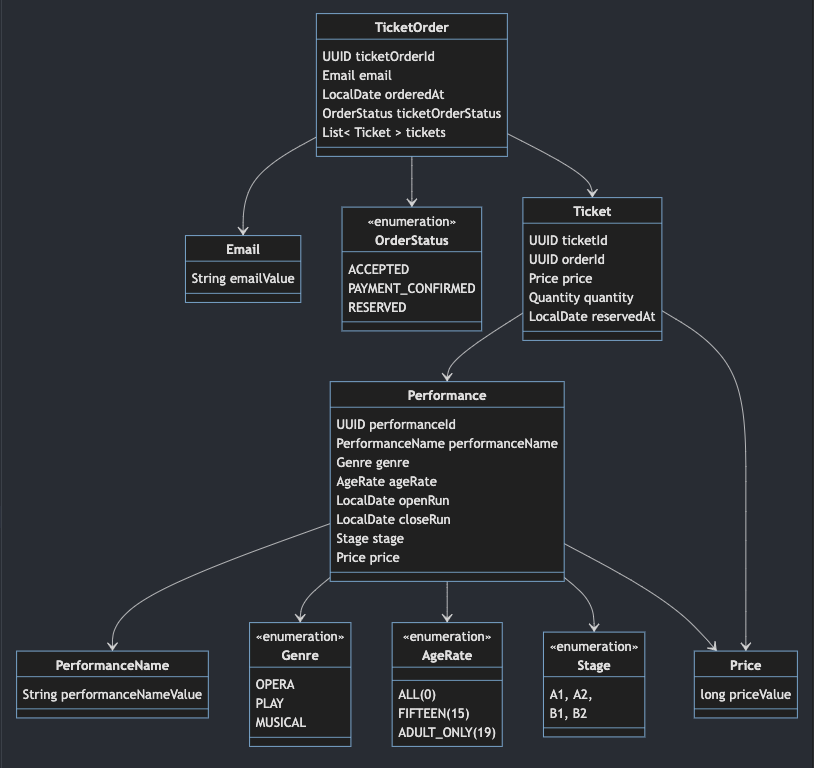 TicketOrder
UUID ticketOrderId
Email email
LocalDate orderedAt
OrderStatus ticketOrderStatus
List< Ticket > tickets
Email
String emailValue
«enumeration»
OrderStatus
ACCEPTED
PAYMENT_CONFIRMED
RESERVED
Ticket
UUID ticketId
UUID orderId
Price price
Quantity quantity
LocalDate reservedAt
Performance
UUID performanceId
PerformanceName performanceName
Genre genre
AgeRate ageRate
LocalDate openRun
LocalDate closeRun
Stage stage
Price price
PerformanceName
String performanceNameValue
«enumeration»
Genre
OPERA
PLAY
MUSICAL
«enumeration»
AgeRate
ALL(0)
FIFTEEN(15)
ADULT_ONLY(19)
«enumeration»
Stage
A1, A2,
B1, B2
Price
long priceValue